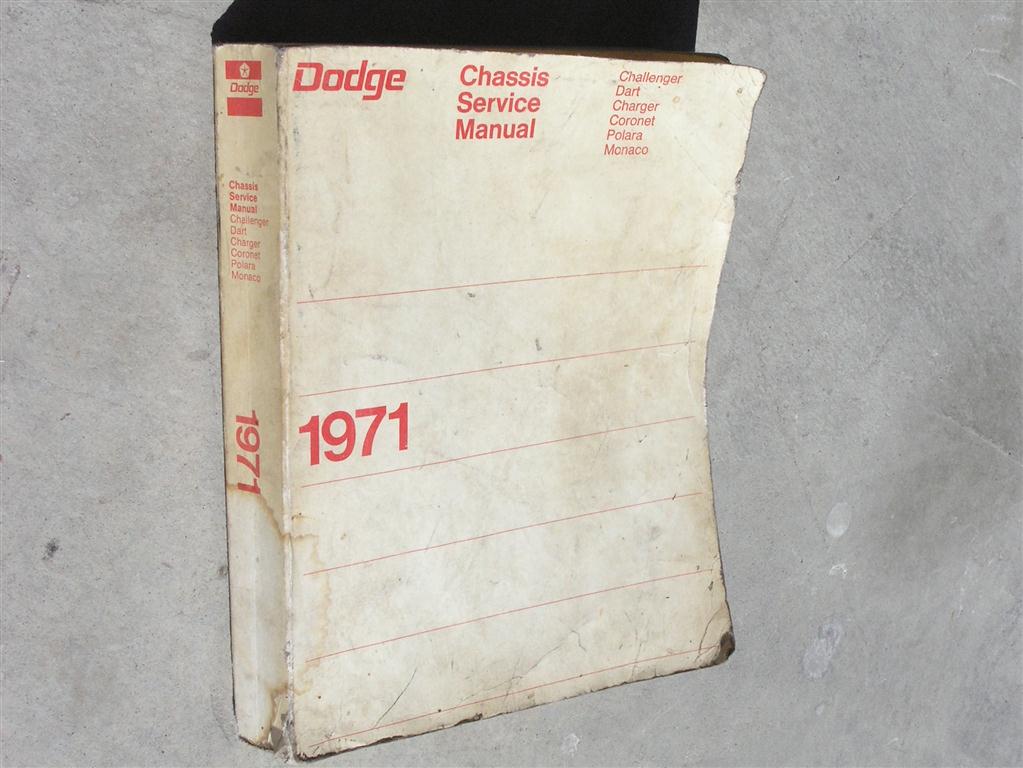 Dodge
Chassis
Service
Manual
Challenger
Dart
Charger
Coronet
Polara
Monaco
1971
Dodge
Chassis
Service
Manual
Challenger
Dart
Charger
Coronet
Polara
Monaco
1971